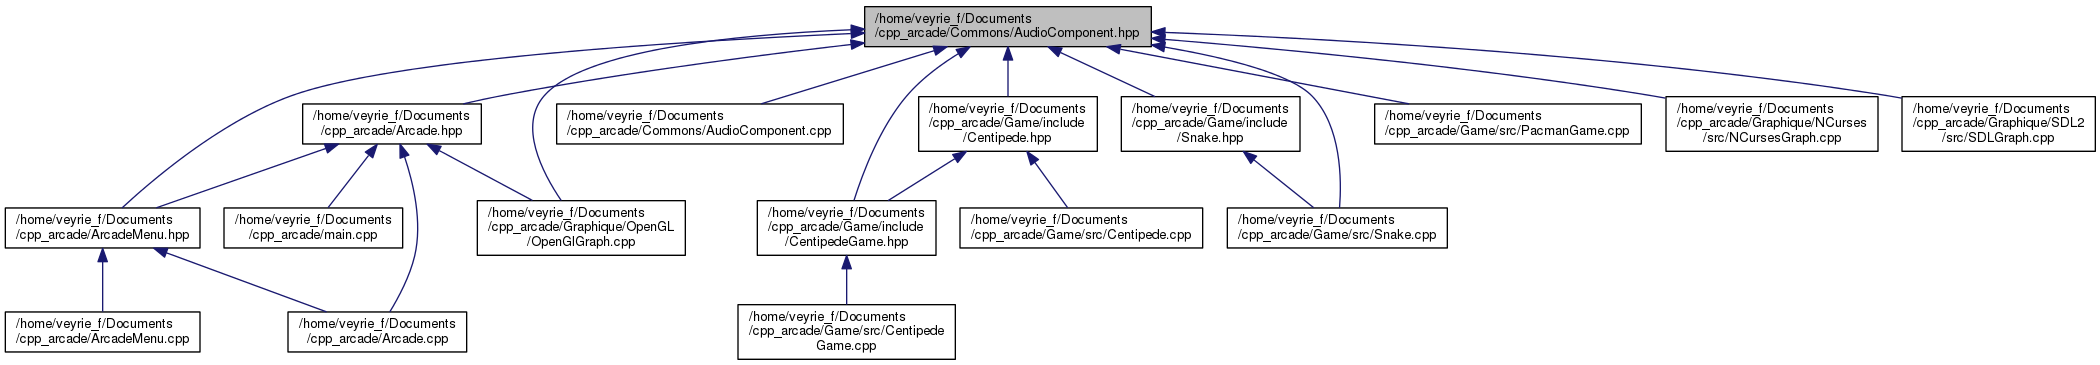 /home/veyrie_f/Documents
/cpp_arcade/Commons/AudioComponent.hpp
/home/veyrie_f/Documents
/cpp_arcade/Arcade.hpp
/home/veyrie_f/Documents
/cpp_arcade/Commons/AudioComponent.cpp
/home/veyrie_f/Documents
/cpp_arcade/Game/include
/Centipede.hpp
/home/veyrie_f/Documents
/cpp_arcade/Game/include
/Snake.hpp
/home/veyrie_f/Documents
/cpp_arcade/Game/src/PacmanGame.cpp
/home/veyrie_f/Documents
/cpp_arcade/Graphique/NCurses
/src/NCursesGraph.cpp
/home/veyrie_f/Documents
/cpp_arcade/Graphique/SDL2
/src/SDLGraph.cpp
/home/veyrie_f/Documents
/cpp_arcade/ArcadeMenu.hpp
/home/veyrie_f/Documents
/cpp_arcade/main.cpp
/home/veyrie_f/Documents
/cpp_arcade/Graphique/OpenGL
/OpenGlGraph.cpp
/home/veyrie_f/Documents
/cpp_arcade/Game/include
/CentipedeGame.hpp
/home/veyrie_f/Documents
/cpp_arcade/Game/src/Centipede.cpp
/home/veyrie_f/Documents
/cpp_arcade/Game/src/Snake.cpp
/home/veyrie_f/Documents
/cpp_arcade/ArcadeMenu.cpp
/home/veyrie_f/Documents
/cpp_arcade/Arcade.cpp
/home/veyrie_f/Documents
/cpp_arcade/Game/src/Centipede
Game.cpp